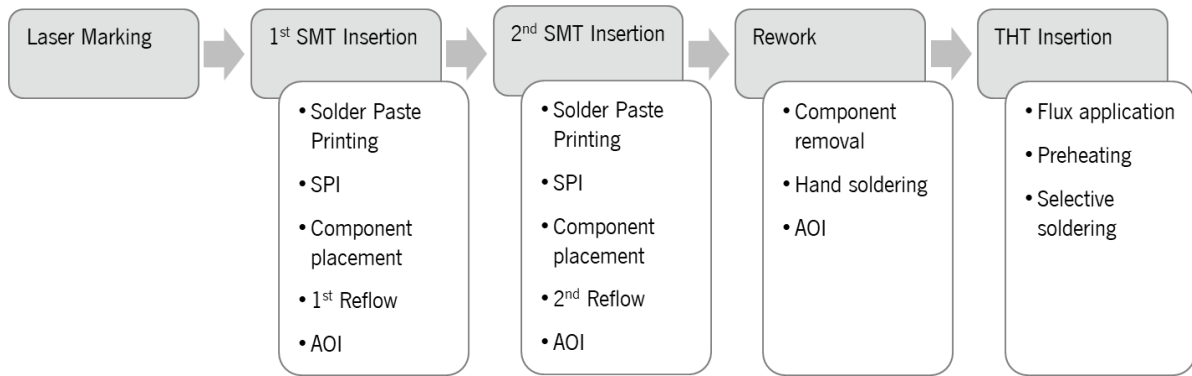 Laser Marking
1st SMT Insertion
• Solder Paste
Printing
• SPI
• Component
placement
• 1st Reflow
• AOI
2nd SMT Insertion
• Solder Paste
Printing
• SPI
• Component
placement
• 2nd Reflow
• AOI
Rework
• Component
removal
• Hand soldering
• AOI
THT Insertion
• Flux application
• Preheating
• Selective
soldering